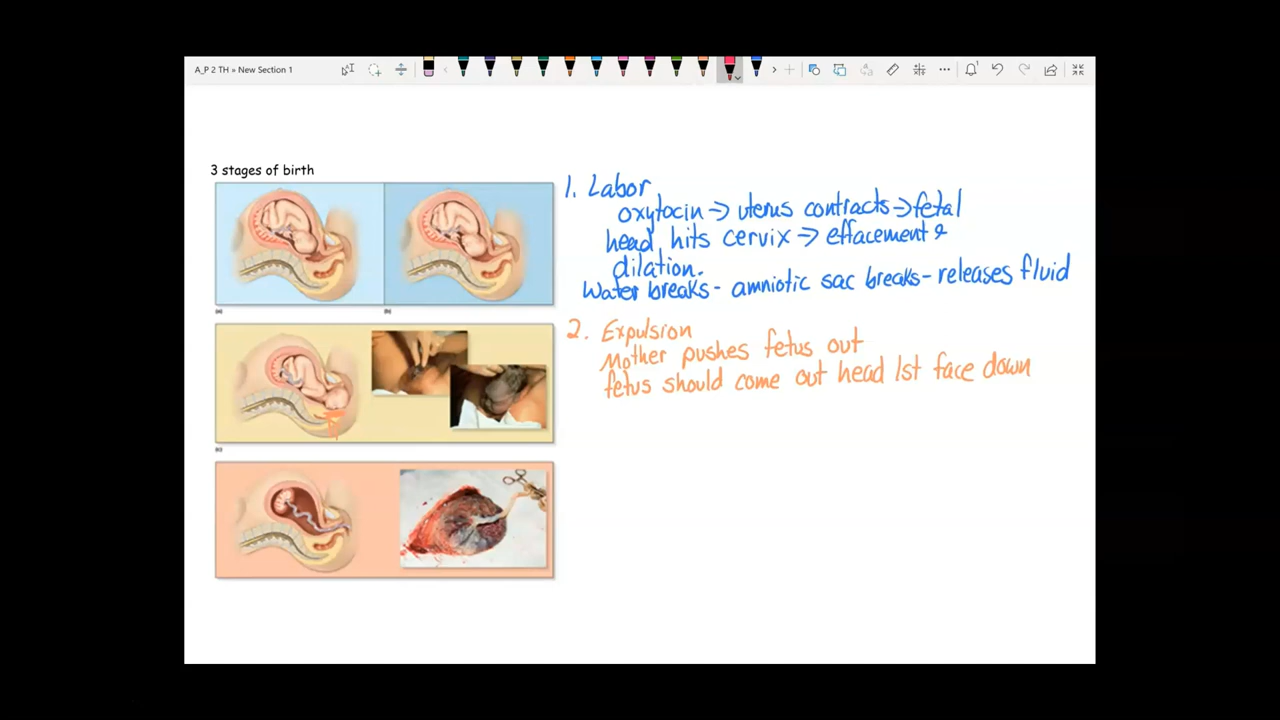 A_P 2 TH » New Section 1
3 stages of birth
1. Labor
oxytocin → uterus contracts → fetal
head hits cervix → effacement &
dilation.
Water breaks - amniotic sac breaks - releases fluid
(a)
(b)
2. Expulsion
Mother pushes fetus out
fetus should come out head 1st face down
(c)